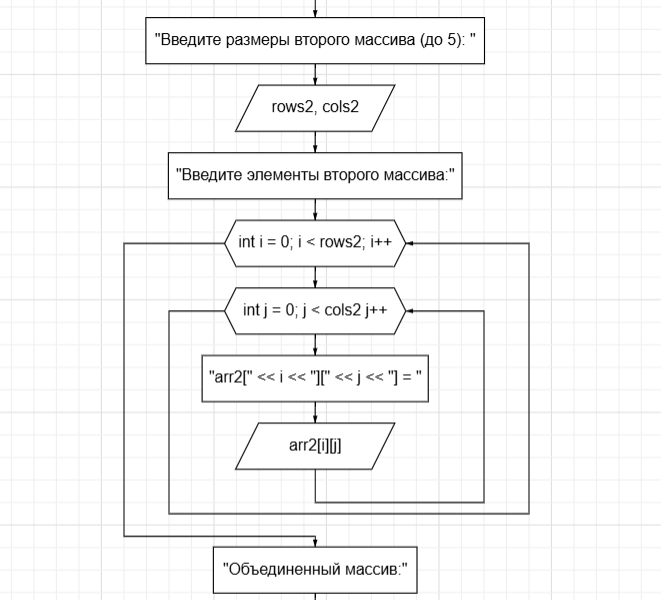 "Введите размеры второго массива (до 5): "
rows2, cols2
"Введите элементы второго массива:"
int i = 0; i < rows2; i++
int j = 0; j < cols2 j++
"arr2[" << i << "][" << j << "] = "
arr2[i][j]
"Объединенный массив:"